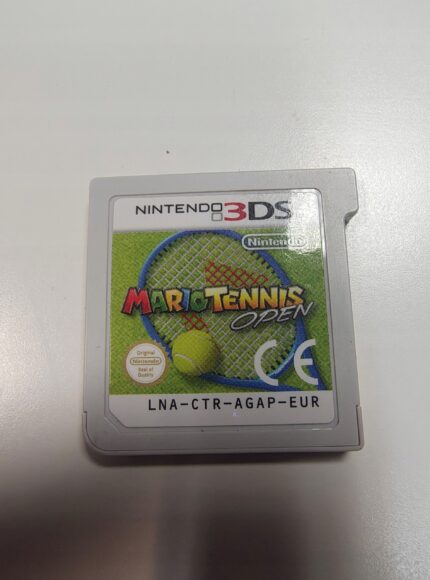 NINTENDO 3DS
Nintendo
MARIO TENNIS
OPEN
Original
Nintendo
Seal of
Quality
CE
LNA-CTR-AGAP-EUR